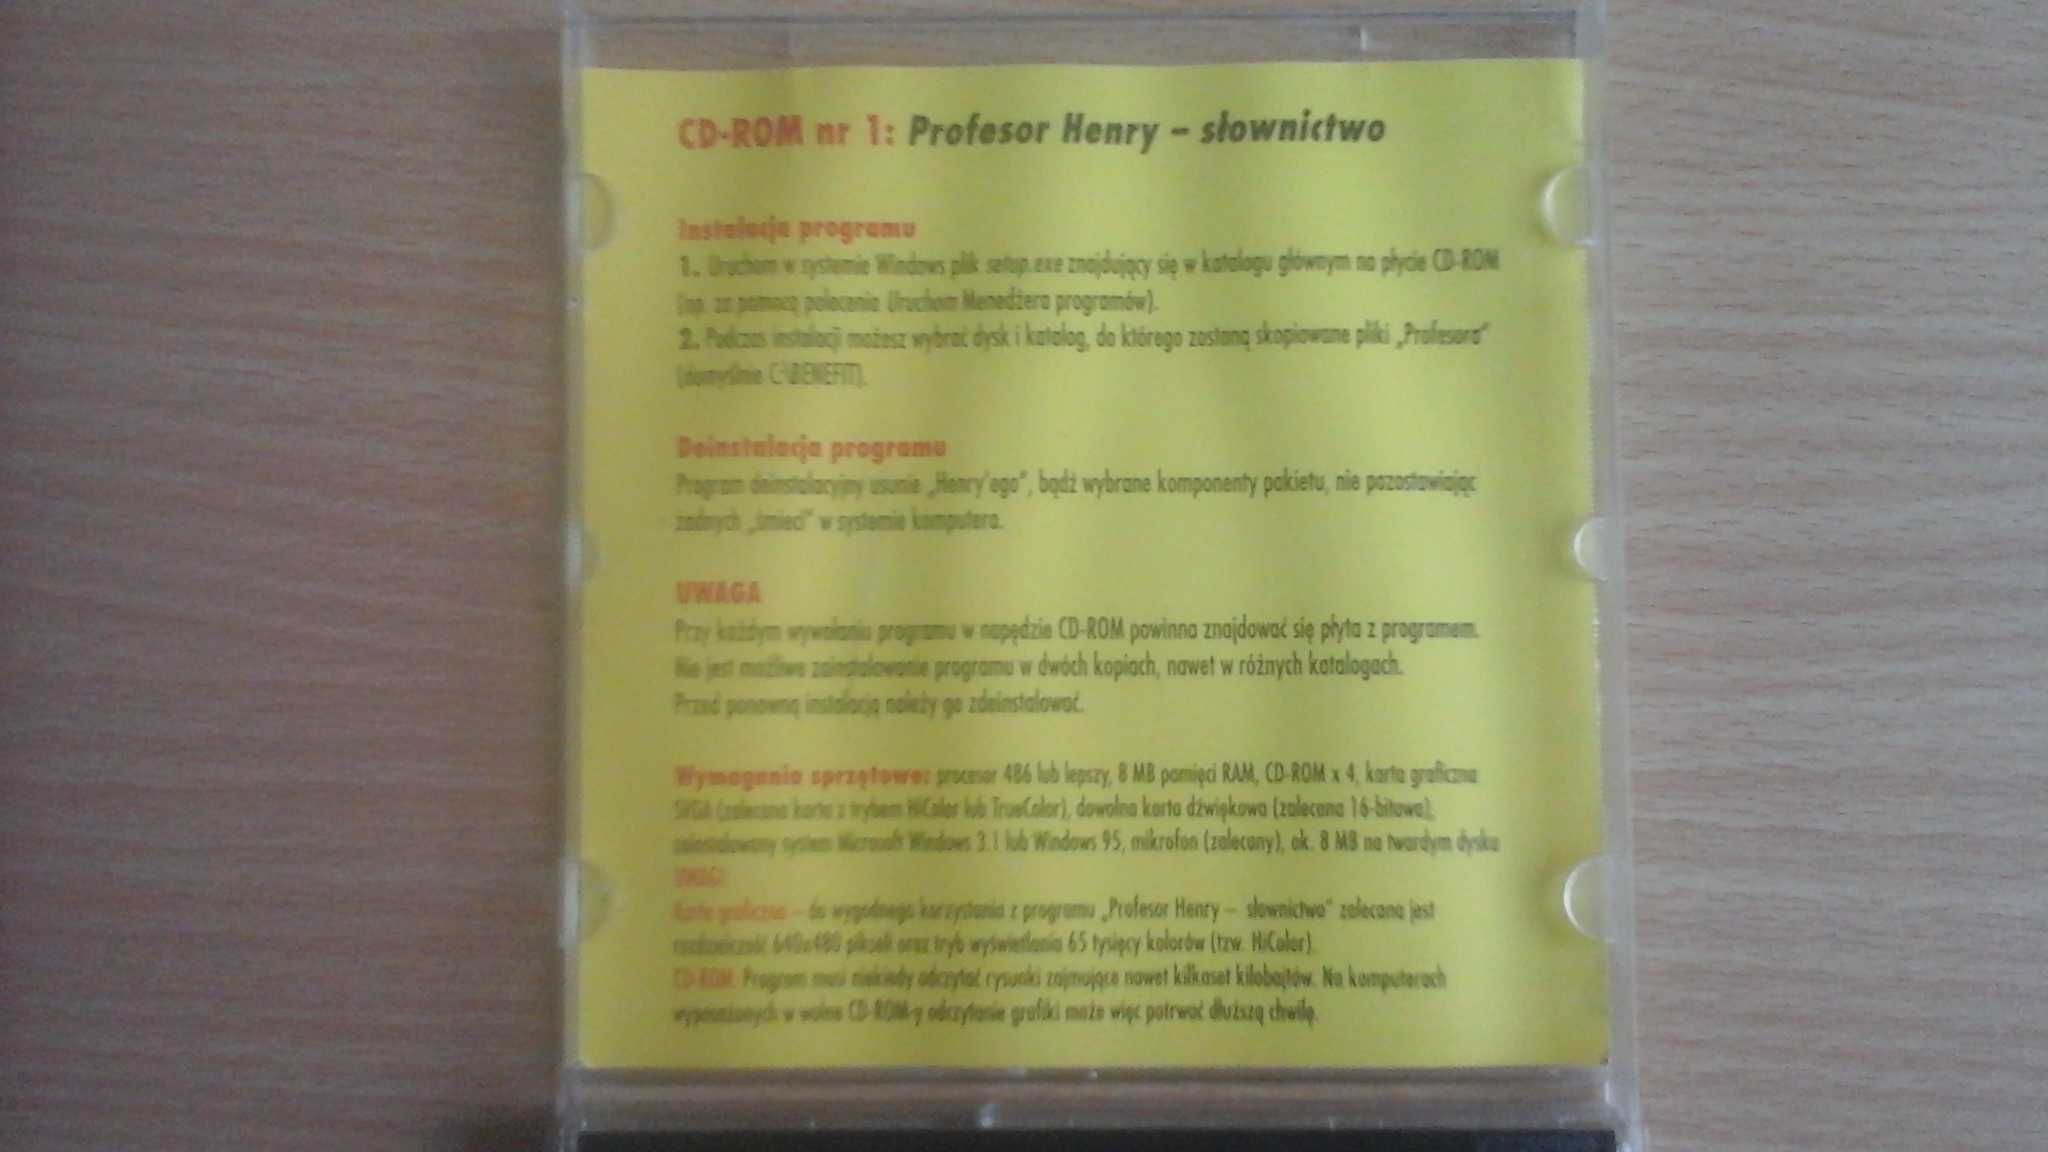 CD-ROM nr 1: Profesor Henry – słownictwo
Instalacja programu
1. Uruchom w systemie Windows plik setup.exe znajdujący się w katalogu głównym na płycie CD-ROM
(np. za pomocą polecenia Uruchom Menedżera programów).
2. Podczas instalacji możesz wybrać dysk i katalog, do którego zostaną skopiowane pliki „Profesora”
(domyślnie C:\BENEFIT).
Deinstalacja programu
Program deinstalacyjny usunie „Henry'ego”, bądź wybrane komponenty pakietu, nie pozostawiając
żadnych „śmieci” w systemie komputera.
UWAGA
Przy każdym wywołaniu programu w napędzie CD-ROM powinna znajdować się płyta z programem.
Nie jest możliwe zainstalowanie programu w dwóch kopiach, nawet w różnych katalogach.
Przed ponowną instalacją należy go zdeinstalować.
Wymagania sprzętowe: procesor 486 lub lepszy, 8 MB pamięci RAM, CD-ROM x 4, karta graficzna
SVGA (zalecana karta z trybem HiColor lub TrueColor), dowolna karta dźwiękowa (zalecana 16-bitowa),
zainstalowany system Microsoft Windows 3.1 lub Windows 95, mikrofon (zalecany), ok. 8 MB na twardym dysku
UWAGI
Karta graficzna – do wygodnego korzystania z programu „Profesor Henry – słownictwo” zalecana jest
rozdzielczość 640x480 pikseli oraz tryb wyświetlania 65 tysięcy kolorów (tzw. HiColor).
CD-ROM. Program musi niekiedy odczytać rysunki zajmujące nawet kilkaset kilobajtów. Na komputerach
wyposażonych w wolne CD-ROM-y odczytanie grafiki może więc potrwać dłuższą chwilę.